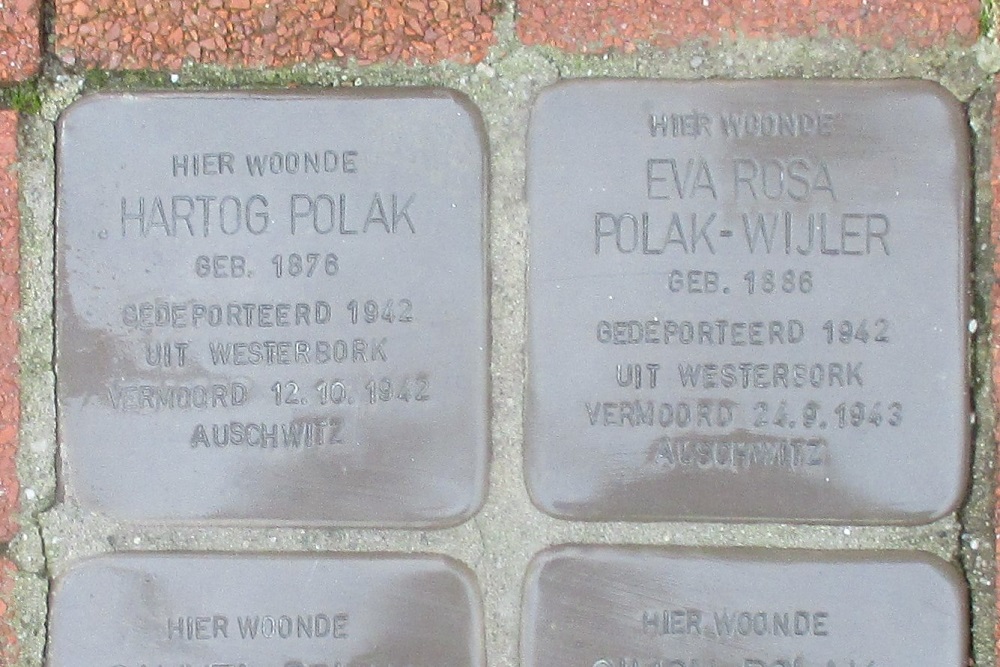 HIER WOONDE
HARTOG POLAK
GEB. 1876
GEDEPORTEERD 1942
UIT WESTERBORK
VERMOORD 12.10.1942
AUSCHWITZ
HIER WOONDE
EVA ROSA
POLAK-WIJLER
GEB. 1886
GEDEPORTEERD 1942
UIT WESTERBORK
VERMOORD 24.9.1943
AUSCHWITZ
HIER WOONDE
HIER WOONDE